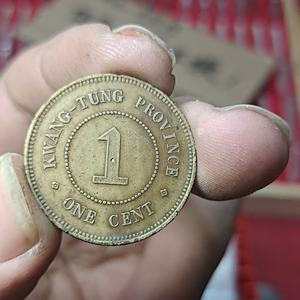 KWANG-TUNG PROVINCE
1
ONE CENT